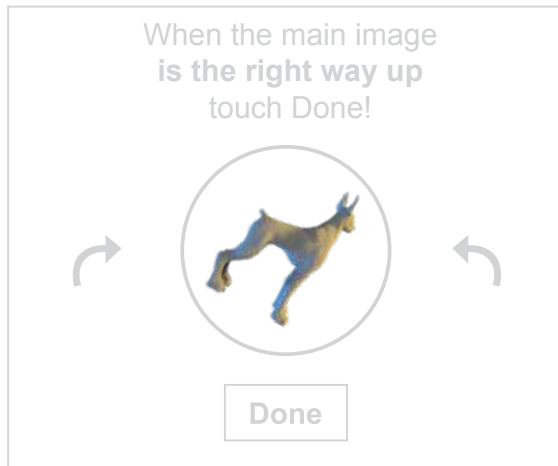 When the main image
is the right way up
touch Done!
Done